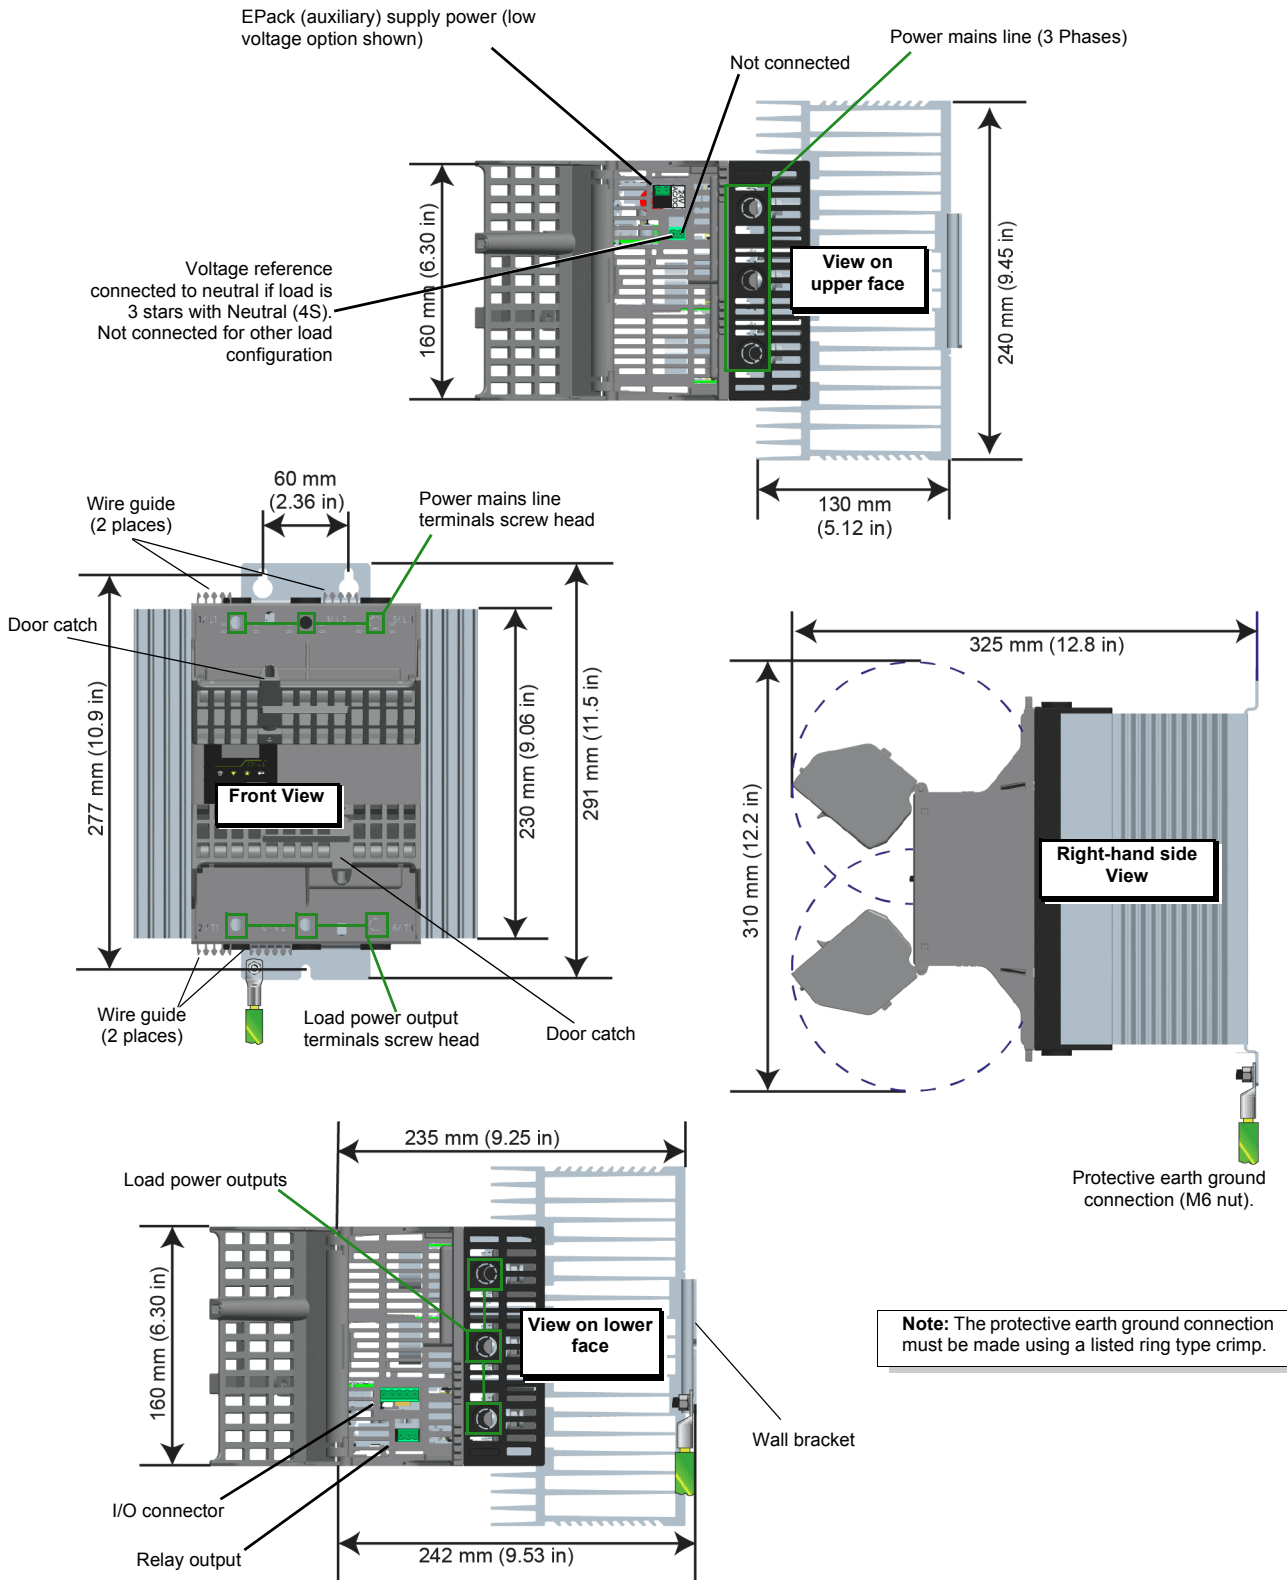 EPack (auxiliary) supply power (low
voltage option shown)
Power mains line (3 Phases)
Not connected
160 mm (6.30 in)
240 mm (9.45 in)
View on
upper face
Voltage reference
connected to neutral if load is
3 stars with Neutral (4S).
Not connected for other load
configuration
130 mm
(5.12 in)
60 mm
(2.36 in)
Wire guide
(2 places)
Power mains line
terminals screw head
Door catch
277 mm (10.9 in)
230 mm (9.06 in)
291 mm (11.5 in)
Front View
Wire guide
(2 places)
Load power output
terminals screw head
Door catch
325 mm (12.8 in)
310 mm (12.2 in)
Right-hand side
View
Protective earth ground
connection (M6 nut).
235 mm (9.25 in)
Load power outputs
160 mm (6.30 in)
View on lower
face
Note: The protective earth ground connection
must be made using a listed ring type crimp.
Wall bracket
I/O connector
Relay output
242 mm (9.53 in)